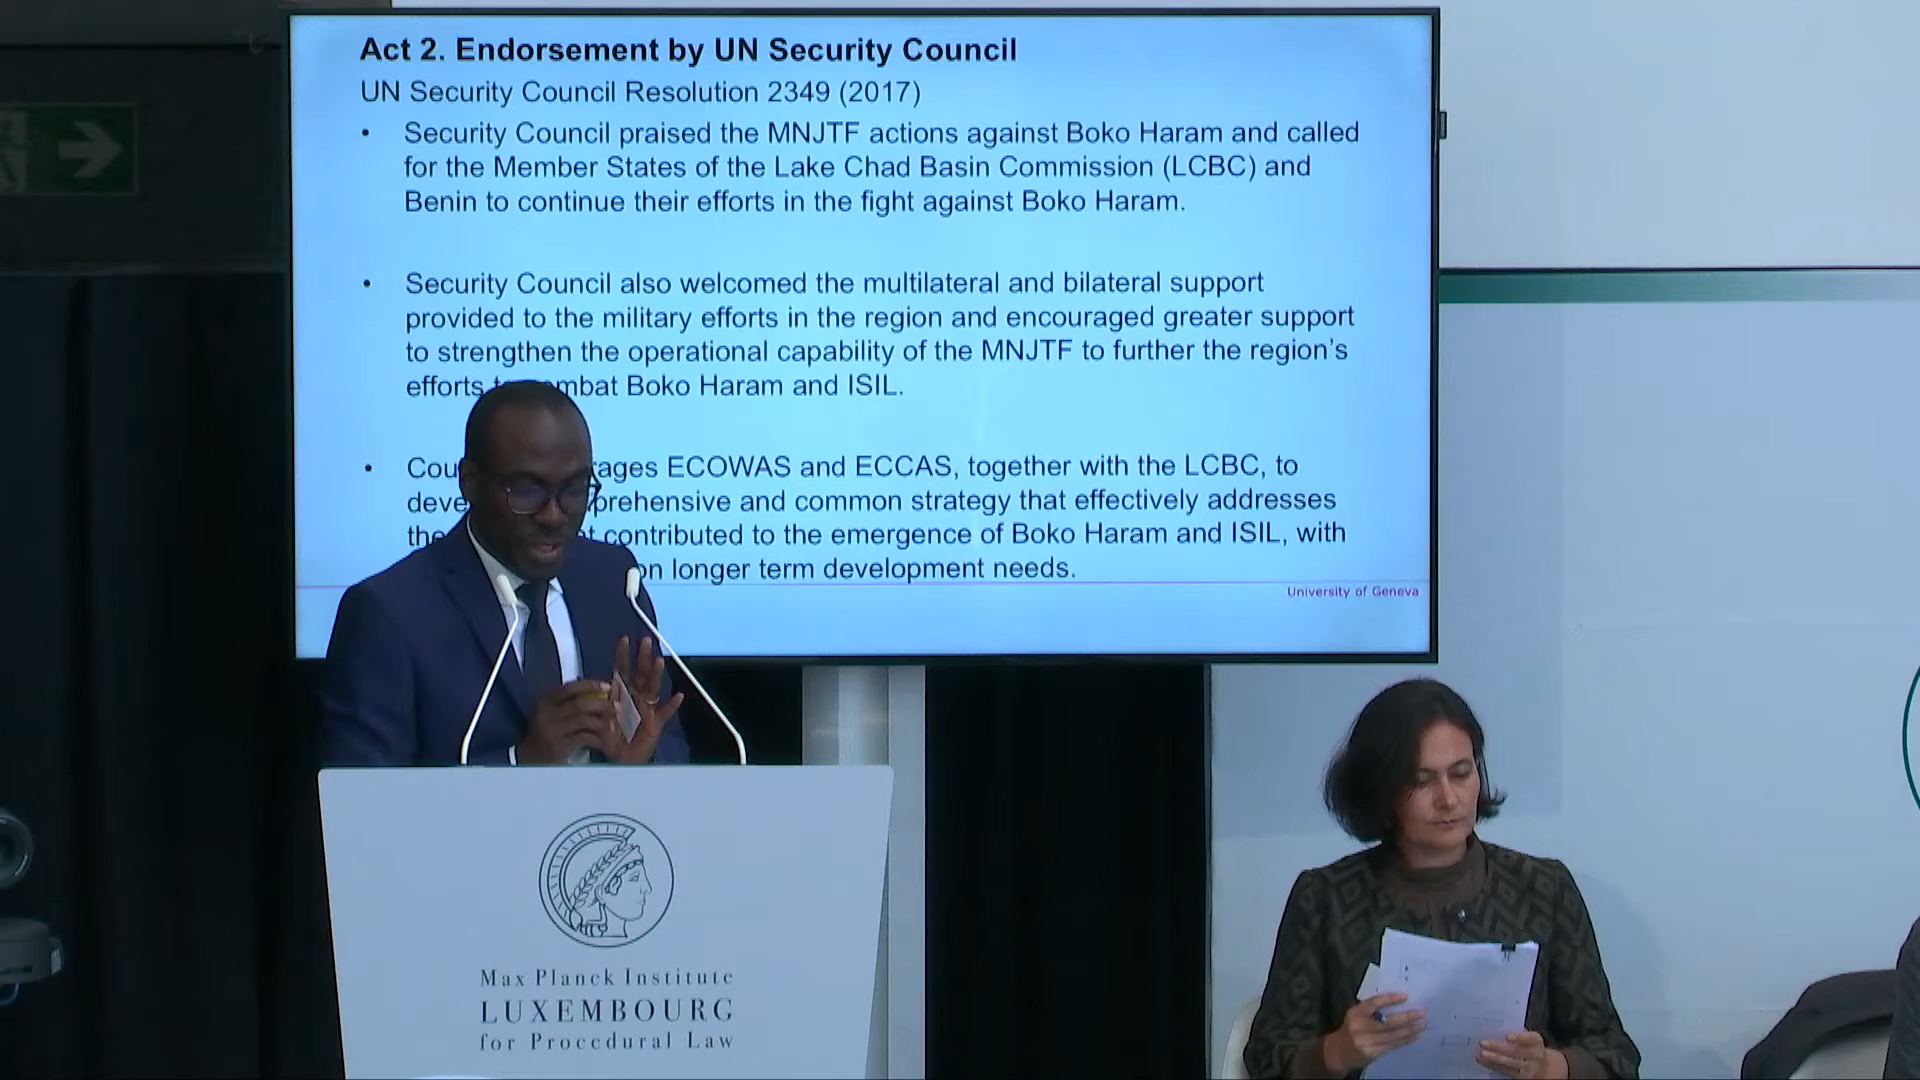 Act 2. Endorsement by UN Security Council
UN Security Council Resolution 2349 (2017)
• Security Council praised the MNJTF actions against Boko Haram and called
for the Member States of the Lake Chad Basin Commission (LCBC) and
Benin to continue their efforts in the fight against Boko Haram.
• Security Council also welcomed the multilateral and bilateral support
provided to the military efforts in the region and encouraged greater support
to strengthen the operational capability of the MNJTF to further the region's
efforts mbat Boko Haram and ISIL.
• Cou ages ECOWAS and ECCAS, together with the LCBC, to
deve prehensive and common strategy that effectively addresses
the t contributed to the emergence of Boko Haram and ISIL, with
on longer term development needs.
University of Geneva
Max Planck Institute
LUXEMBOURG
for Procedural Law